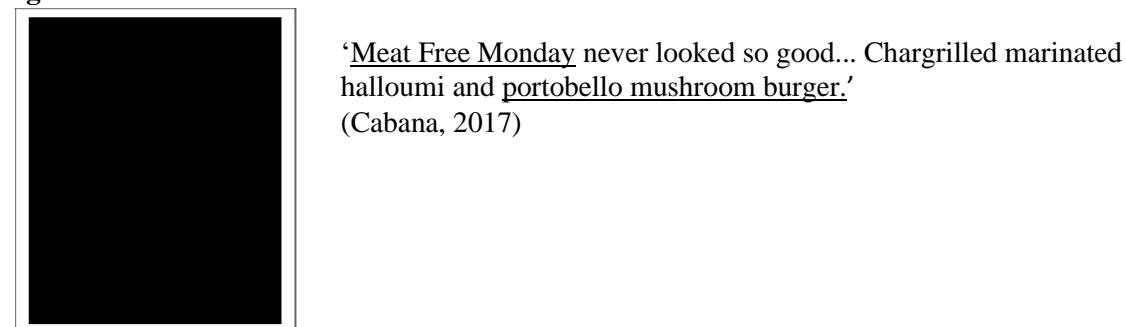 ‘Meat Free Monday never looked so good... Chargrilled marinated
halloumi and portobello mushroom burger.’
(Cabana, 2017)